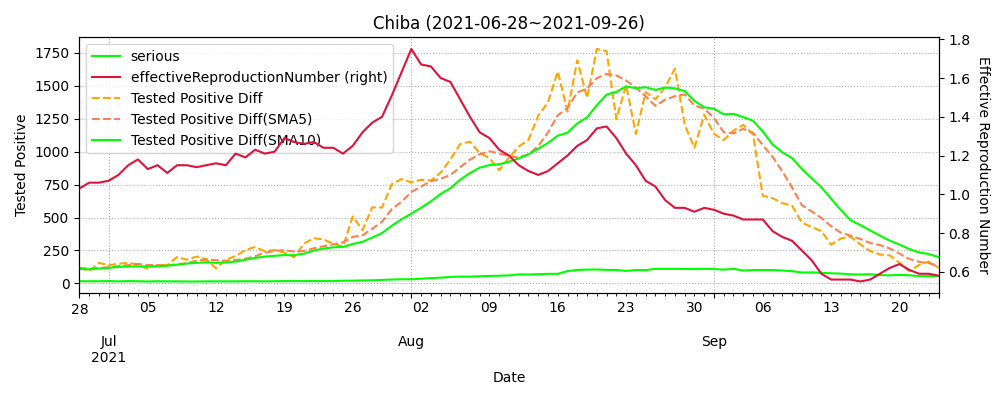 Chiba (2021-06-28~2021-09-26)
serious
effectiveReproductionNumber (right)
Tested Positive Diff
Tested Positive Diff(SMA5)
Tested Positive Diff(SMA10)
Tested Positive
1750
1500
1250
1000
750
500
250
0
1.8
1.6
1.4
1.2
1.0
0.8
0.6
Effective Reproduction Number
28 05 12 19 26 02 09 16 23 30 06 13 20
Jul Aug Sep
2021
Date